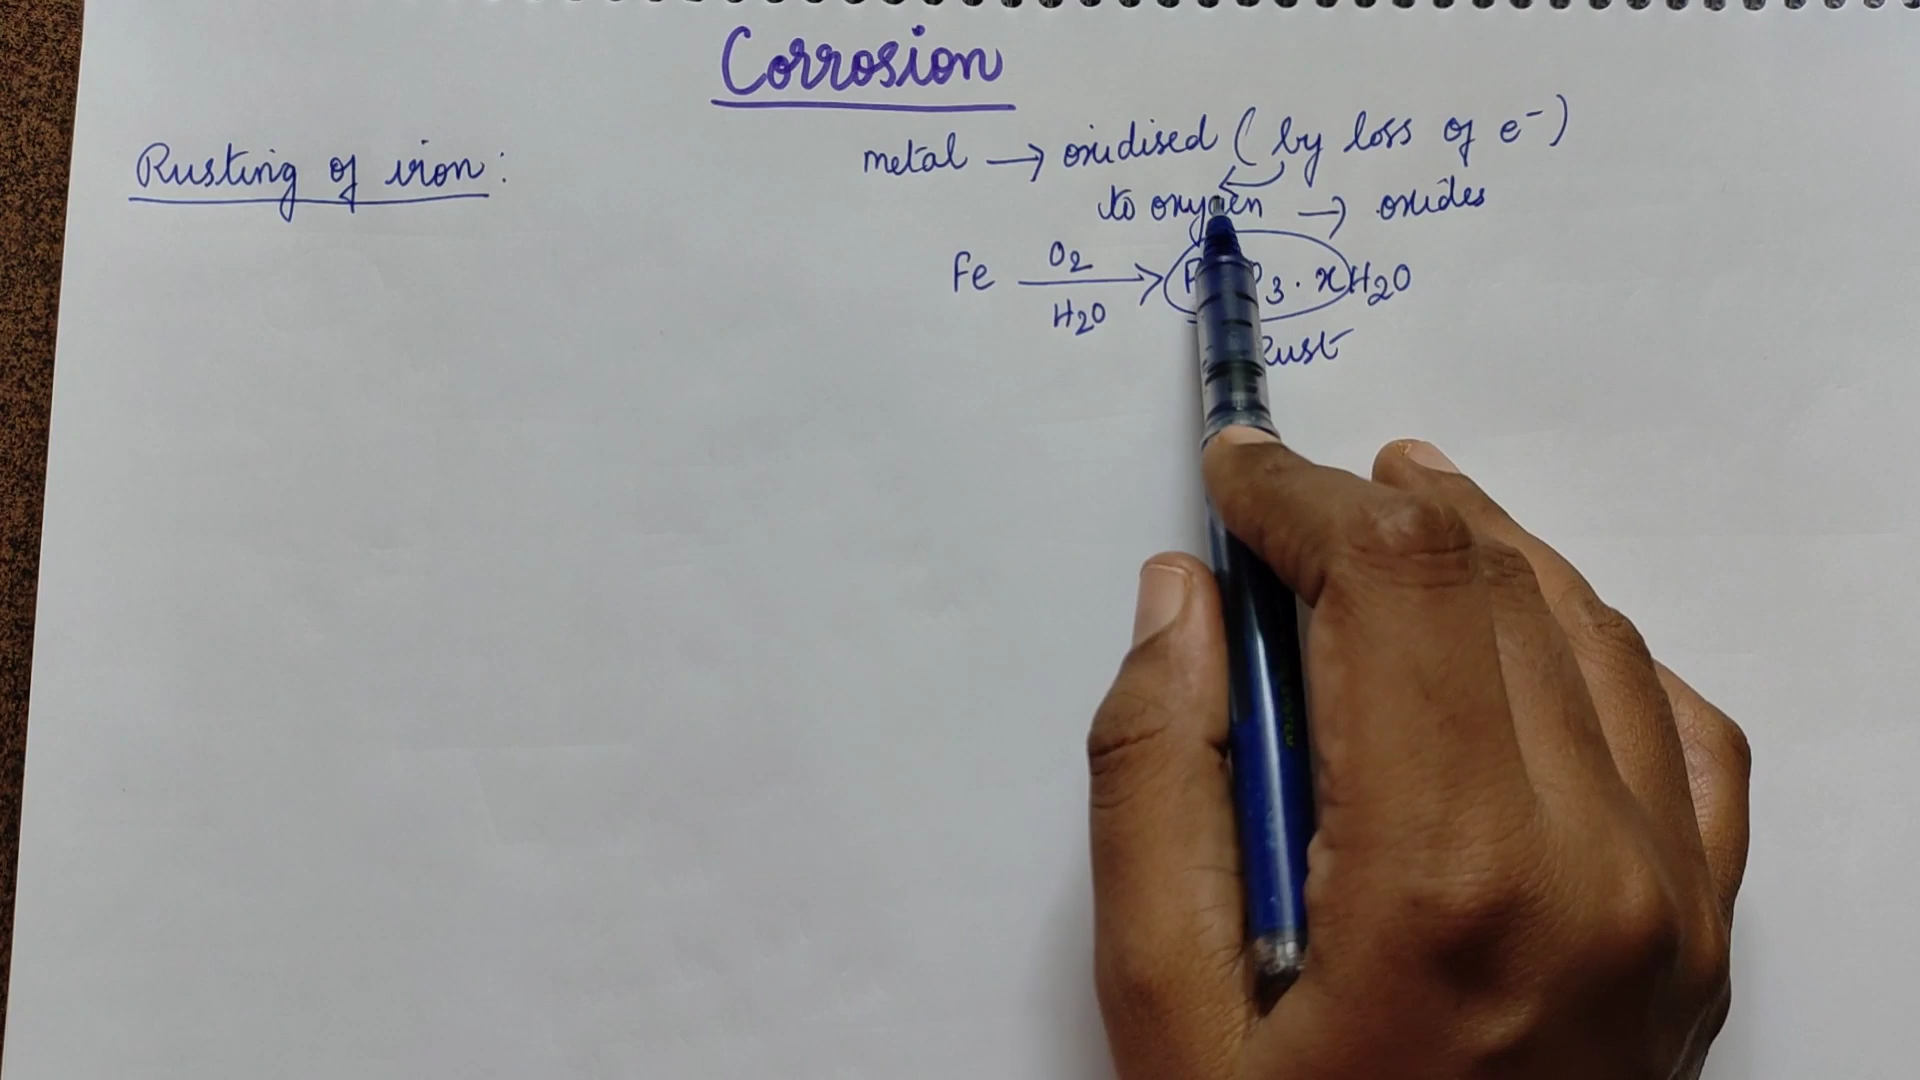 Corrosion
Rusting of iron:
metal → oxidised (by loss of e⁻)
to oxygen → oxides
Fe →
O2
H2O
3 · xH2O